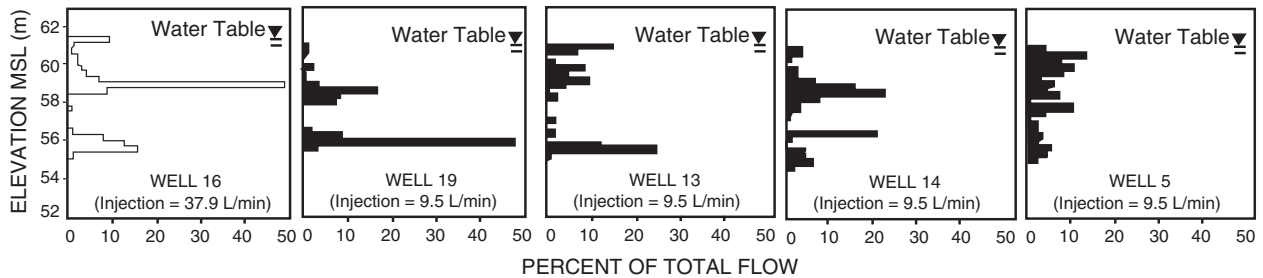 ELEVATION MSL (m)
62
60
58
56
54
52
Water Table
WELL 16
(Injection = 37.9 L/min)
0 10 20 30 40 50
Water Table
WELL 19
(Injection = 9.5 L/min)
0 10 20 30 40 50
Water Table
WELL 13
(Injection = 9.5 L/min)
0 10 20 30 40 50
Water Table
WELL 14
(Injection = 9.5 L/min)
0 10 20 30 40 50
Water Table
WELL 5
(Injection = 9.5 L/min)
0 10 20 30 40 50
PERCENT OF TOTAL FLOW